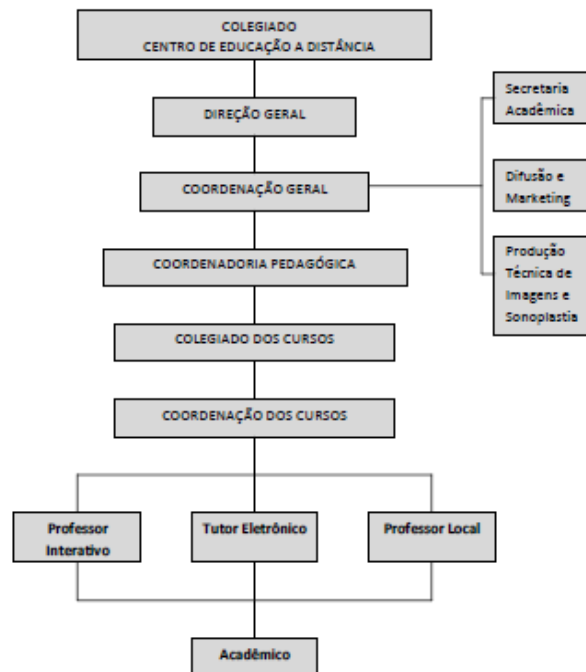 COLEGIADO
CENTRO DE EDUCAÇÃO A DISTÂNCIA
DIREÇÃO GERAL
COORDENAÇÃO GERAL
Secretaria
Acadêmica
Difusão e
Marketing
Produção
Técnica de
Imagens e
Sonoplastia
COORDENADORIA PEDAGÓGICA
COLEGIADO DOS CURSOS
COORDENAÇÃO DOS CURSOS
Professor
Interativo
Tutor Eletrônico
Professor Local
Acadêmico